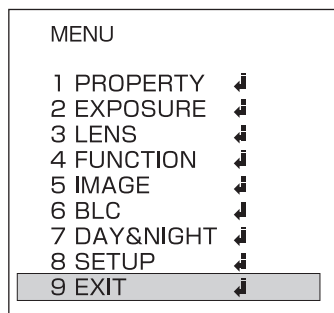 MENU
1 PROPERTY ↲
2 EXPOSURE ↲
3 LENS ↲
4 FUNCTION ↲
5 IMAGE ↲
6 BLC ↲
7 DAY&NIGHT ↲
8 SETUP ↲
9 EXIT ↲